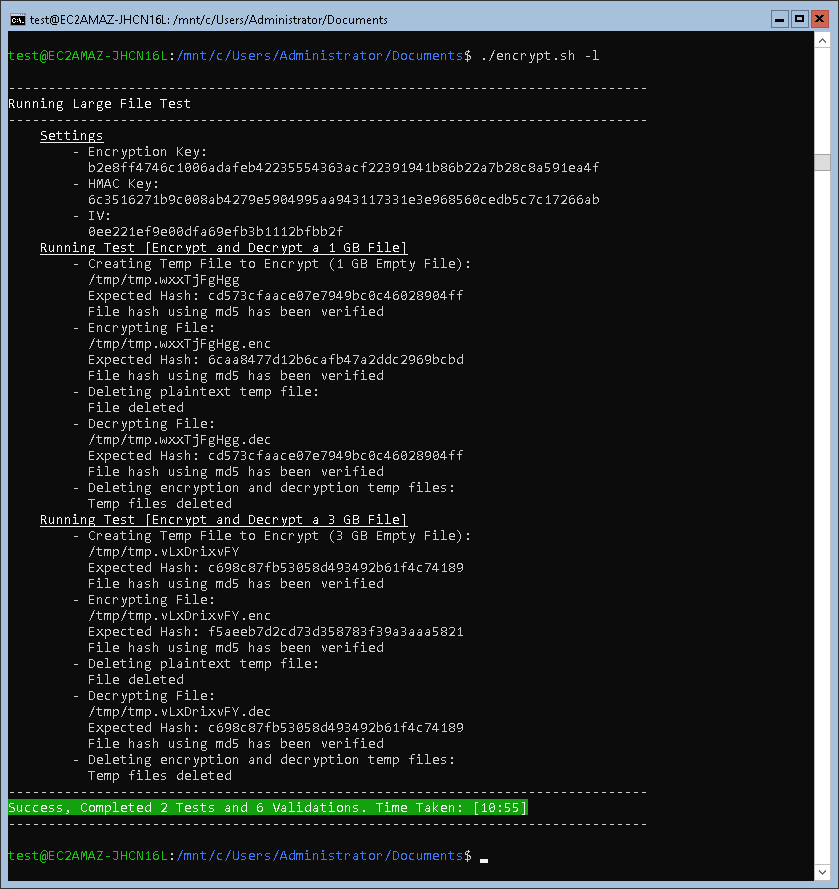 test@EC2AMAZ-JHCN16L: /mnt/c/Users/Administrator/Documents
test@EC2AMAZ-JHCN16L:/mnt/c/Users/Administrator/Documents$ ./encrypt.sh -l
--------------------------------------------------------------------------------
Running Large File Test
--------------------------------------------------------------------------------
Settings
- Encryption Key:
b2e8ff4746c1006adafeb42235554363acf22391941b86b22a7b28c8a591ea4f
- HMAC Key:
6c3516271b9c008ab4279e5904995aa943117331e3e968560cedb5c7c17266ab
- IV:
0ee221ef9e00dfa69efb3b1112bfbb2f
Running Test [Encrypt and Decrypt a 1 GB File]
- Creating Temp File to Encrypt (1 GB Empty File):
/tmp/tmp.wxxTjFgHgg
Expected Hash: cd573cfaace07e7949bc0c46028904ff
File hash using md5 has been verified
- Encrypting File:
/tmp/tmp.wxxTjFgHgg.enc
Expected Hash: 6caa8477d12b6cafb47a2ddc2969bcbd
File hash using md5 has been verified
- Deleting plaintext temp file:
File deleted
- Decrypting File:
/tmp/tmp.wxxTjFgHgg.dec
Expected Hash: cd573cfaace07e7949bc0c46028904ff
File hash using md5 has been verified
- Deleting encryption and decryption temp files:
Temp files deleted
Running Test [Encrypt and Decrypt a 3 GB File]
- Creating Temp File to Encrypt (3 GB Empty File):
/tmp/tmp.vLxDrixvFY
Expected Hash: c698c87fb53058d493492b61f4c74189
File hash using md5 has been verified
- Encrypting File:
/tmp/tmp.vLxDrixvFY.enc
Expected Hash: f5aeeb7d2cd73d358783f39a3aaa5821
File hash using md5 has been verified
- Deleting plaintext temp file:
File deleted
- Decrypting File:
/tmp/tmp.vLxDrixvFY.dec
Expected Hash: c698c87fb53058d493492b61f4c74189
File hash using md5 has been verified
- Deleting encryption and decryption temp files:
Temp files deleted
--------------------------------------------------------------------------------
Success, Completed 2 Tests and 6 Validations. Time Taken: [10:55]
--------------------------------------------------------------------------------
test@EC2AMAZ-JHCN16L:/mnt/c/Users/Administrator/Documents$